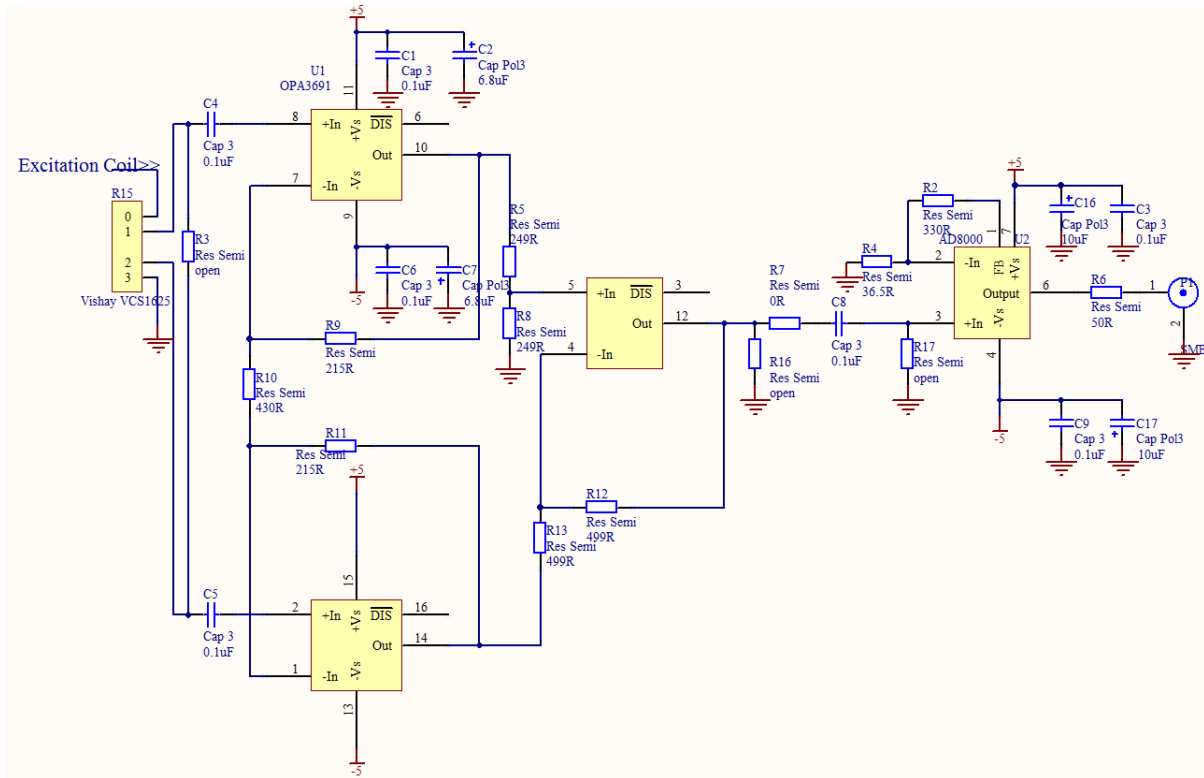 +5
C1
Cap 3
0.1uF
C2
Cap Pol3
6.8uF
U1
OPA3691
11
C4
Cap 3
0.1uF
8
+In
+Vs
DIS
6
Out
10
7
-In
-Vs
9
Excitation Coil>>
R15
0
1
2
3
Vishay VCS1625
R3
Res Semi
open
R5
Res Semi
249R
C6
Cap 3
0.1uF
C7
Cap Pol3
6.8uF
-5
R8
Res Semi
249R
R9
Res Semi
215R
R10
Res Semi
430R
R11
Res Semi
215R
+5
5
+In
DIS
3
Out
12
4
-In
R7
Res Semi
0R
C8
Cap 3
0.1uF
R16
Res Semi
open
R17
Res Semi
open
R2
Res Semi
330R
R4
Res Semi
36.5R
AD8000
U2
+5
1
7
2
-In
FB
+Vs
Output
6
-Vs
3
+In
4
C16
Cap Pol3
10uF
C3
Cap 3
0.1uF
R6
Res Semi
50R
1
P1
2
SMB
-5
C9
Cap 3
0.1uF
C17
Cap Pol3
10uF
R12
Res Semi
499R
R13
Res Semi
499R
C5
Cap 3
0.1uF
15
2
+In
+Vs
DIS
16
Out
14
1
-In
-Vs
13
-5